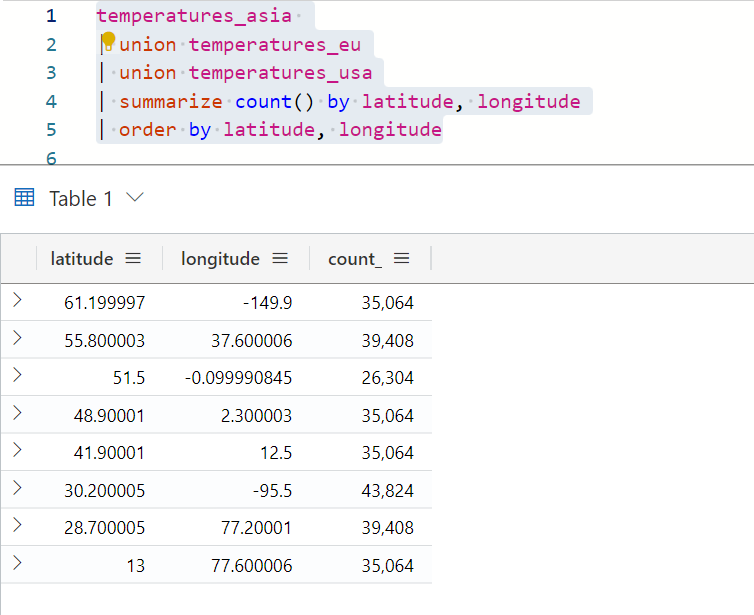 1 temperatures_asia
2 | union temperatures_eu
3 | union temperatures_usa
4 | summarize count() by latitude, longitude
5 | order by latitude, longitude
6
Table 1
latitude longitude count_
61.199997 -149.9 35,064
55.800003 37.600006 39,408
51.5 -0.099990845 26,304
48.90001 2.300003 35,064
41.90001 12.5 35,064
30.200005 -95.5 43,824
28.700005 77.20001 39,408
13 77.600006 35,064